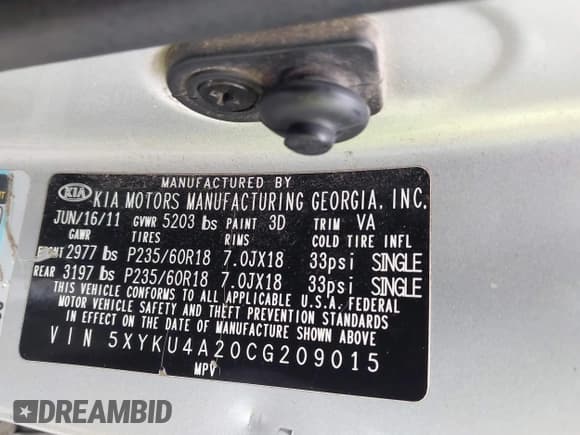 MANUFACTURED BY
KIA KIA MOTORS MANUFACTURING GEORGIA, INC.
JUN/16/11 GVWR 5203 lbs PAINT 3D TRIM VA
GAWR TIRES RIMS COLD TIRE INFL
FRONT 2977 lbs P235/60R18 7.0JX18 33psi SINGLE
REAR 3197 lbs P235/60R18 7.0JX18 33psi SINGLE
THIS VEHICLE CONFORMS TO ALL APPLICABLE U.S.A. FEDERAL
MOTOR VEHICLE SAFETY AND THEFT PREVENTION STANDARDS
IN EFFECT ON THE DATE OF MANUFACTURE SHOWN ABOVE
VIN 5XYKU4A20CG209015
MPV
DREAMBID